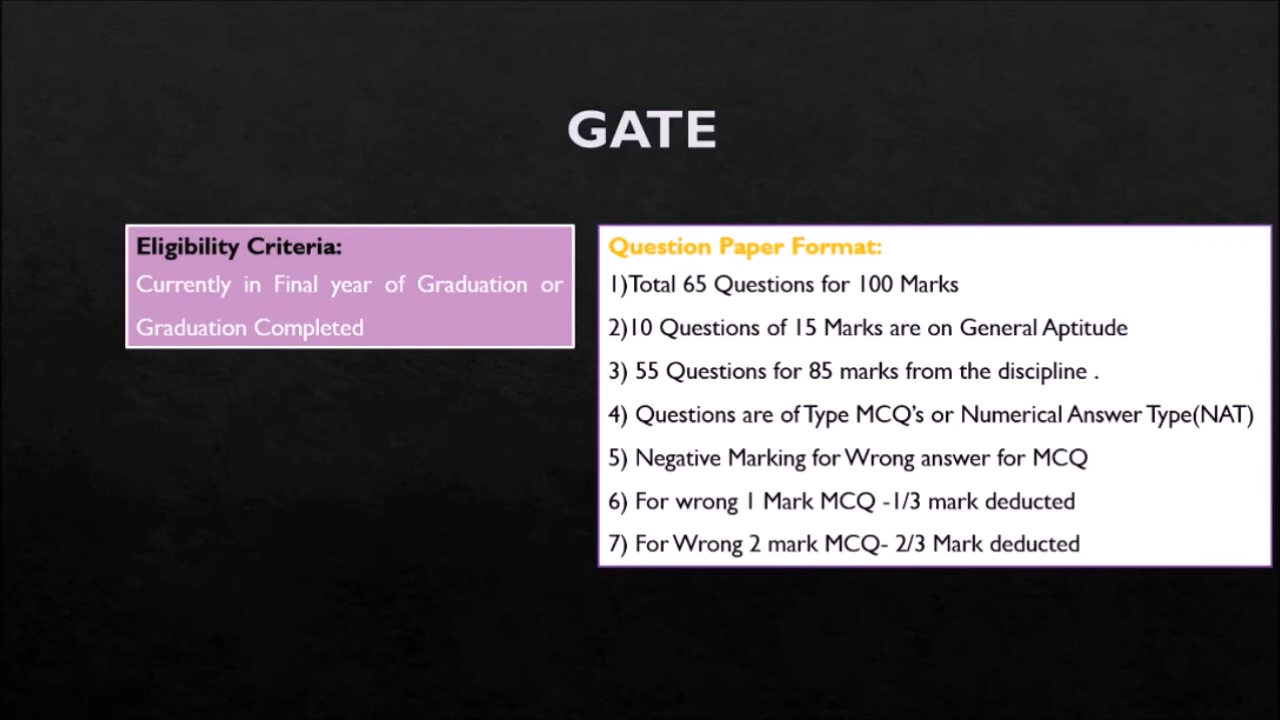 GATE
Eligibility Criteria:
Currently in Final year of Graduation or
Graduation Completed
Question Paper Format:
1)Total 65 Questions for 100 Marks
2)10 Questions of 15 Marks are on General Aptitude
3) 55 Questions for 85 marks from the discipline .
4) Questions are of Type MCQ's or Numerical Answer Type(NAT)
5) Negative Marking for Wrong answer for MCQ
6) For wrong 1 Mark MCQ -1/3 mark deducted
7) For Wrong 2 mark MCQ- 2/3 Mark deducted